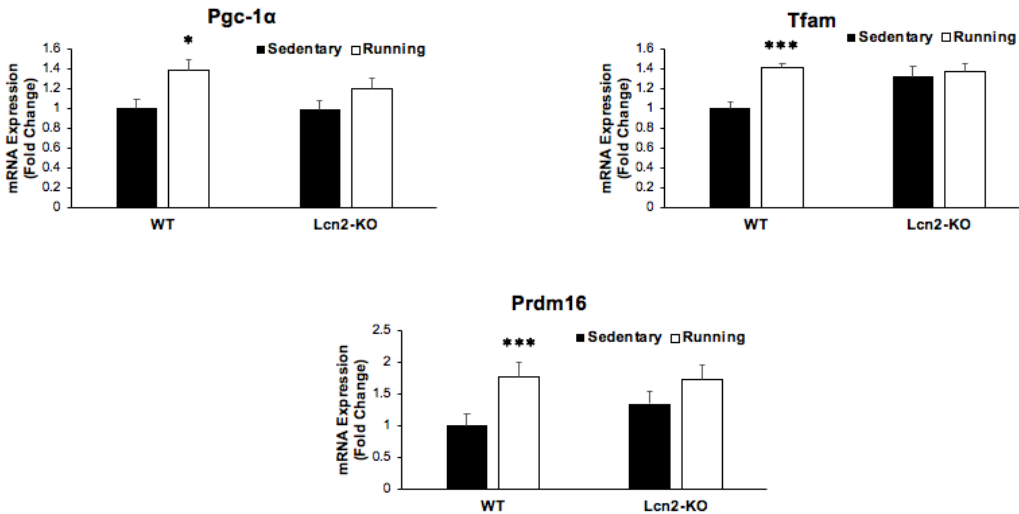 Pgc-1α
Sedentary Running
*
mRNA Expression
(Fold Change)
1.6
1.4
1.2
1
0.8
0.6
0.4
0.2
0
WT Lcn2-KO
Tfam
Sedentary Running
***
mRNA Expression
(Fold Change)
1.6
1.4
1.2
1
0.8
0.6
0.4
0.2
0
WT Lcn2-KO
Prdm16
Sedentary Running
***
mRNA Expression
(Fold Change)
2.5
2
1.5
1
0.5
0
WT Lcn2-KO